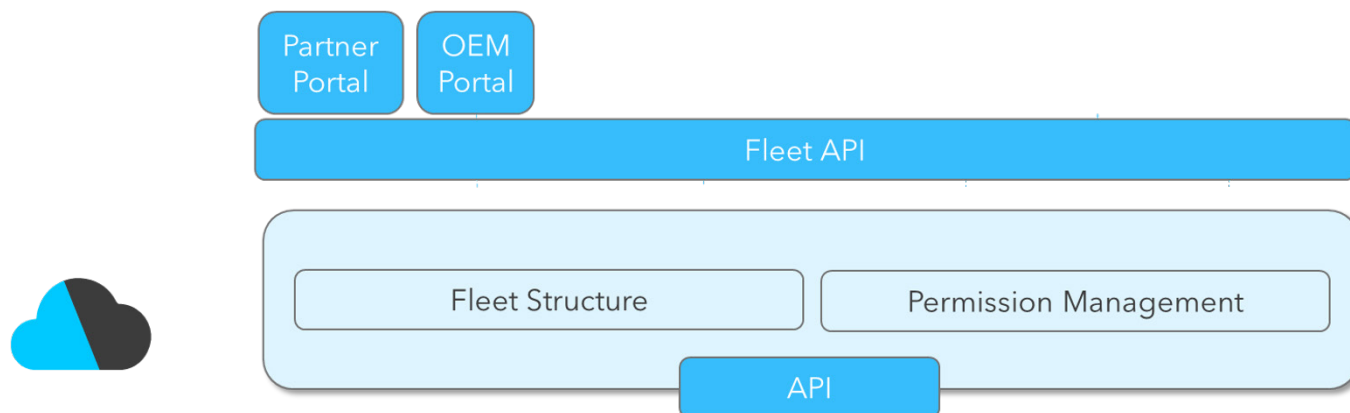 Partner
Portal
OEM
Portal
Fleet API
Fleet Structure
Permission Management
API